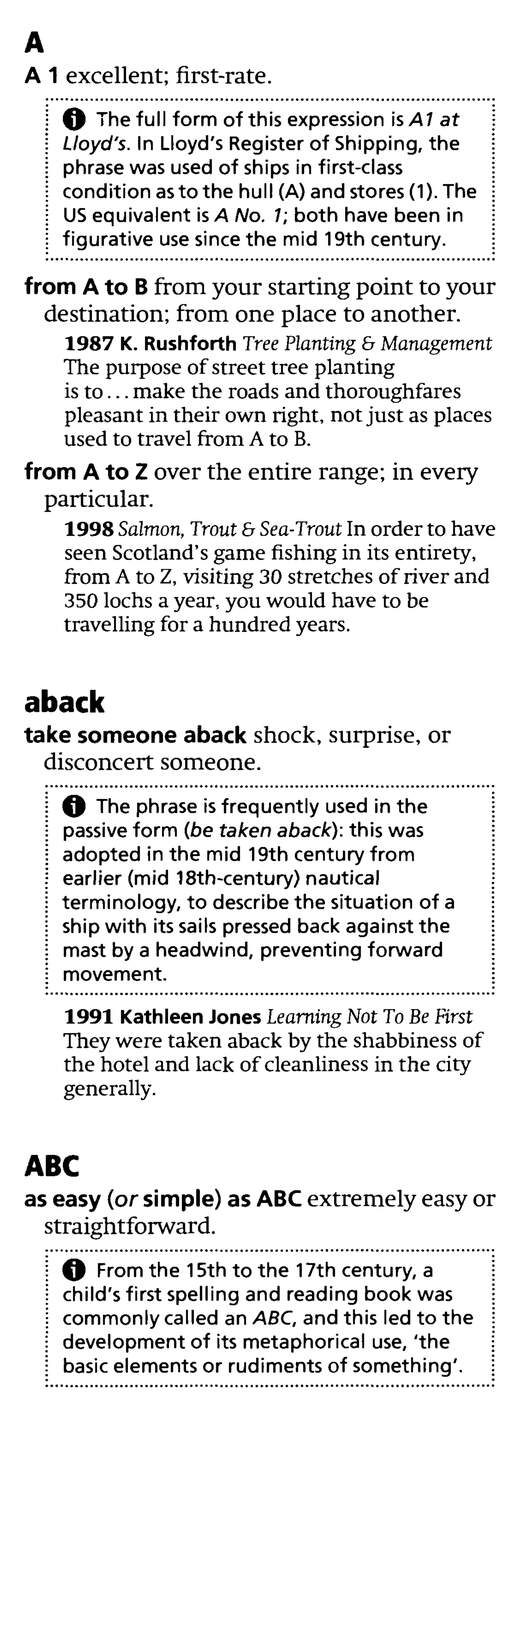 A
A 1 excellent; first-rate.
The full form of this expression is A1 at
Lloyd's. In Lloyd's Register of Shipping, the
phrase was used of ships in first-class
condition as to the hull (A) and stores (1). The
US equivalent is A No. 1; both have been in
figurative use since the mid 19th century.
from A to B from your starting point to your
destination; from one place to another.
1987 K. Rushforth Tree Planting & Management
The purpose of street tree planting
is to... make the roads and thoroughfares
pleasant in their own right, not just as places
used to travel from A to B.
from A to Z over the entire range; in every
particular.
1998 Salmon, Trout & Sea-Trout In order to have
seen Scotland's game fishing in its entirety,
from A to Z, visiting 30 stretches of river and
350 lochs a year, you would have to be
travelling for a hundred years.
aback
take someone aback shock, surprise, or
disconcert someone.
The phrase is frequently used in the
passive form (be taken aback): this was
adopted in the mid 19th century from
earlier (mid 18th-century) nautical
terminology, to describe the situation of a
ship with its sails pressed back against the
mast by a headwind, preventing forward
movement.
1991 Kathleen Jones Learning Not To Be First
They were taken aback by the shabbiness of
the hotel and lack of cleanliness in the city
generally.
ABC
as easy (or simple) as ABC extremely easy or
straightforward.
From the 15th to the 17th century, a
child's first spelling and reading book was
commonly called an ABC, and this led to the
development of its metaphorical use, 'the
basic elements or rudiments of something'.